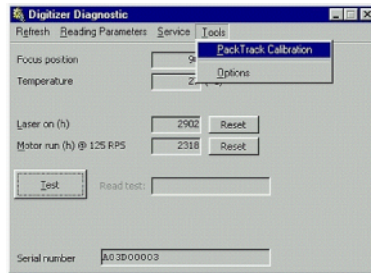 Digitizer Diagnostic
Refresh Reading Parameters Service Tools
PackTrack Calibration
Options
Focus position
Temperature
Laser on (h) 2902 Reset
Motor run (h) @ 125 RPS 2318 Reset
Test Read test:
Serial number A03D00003